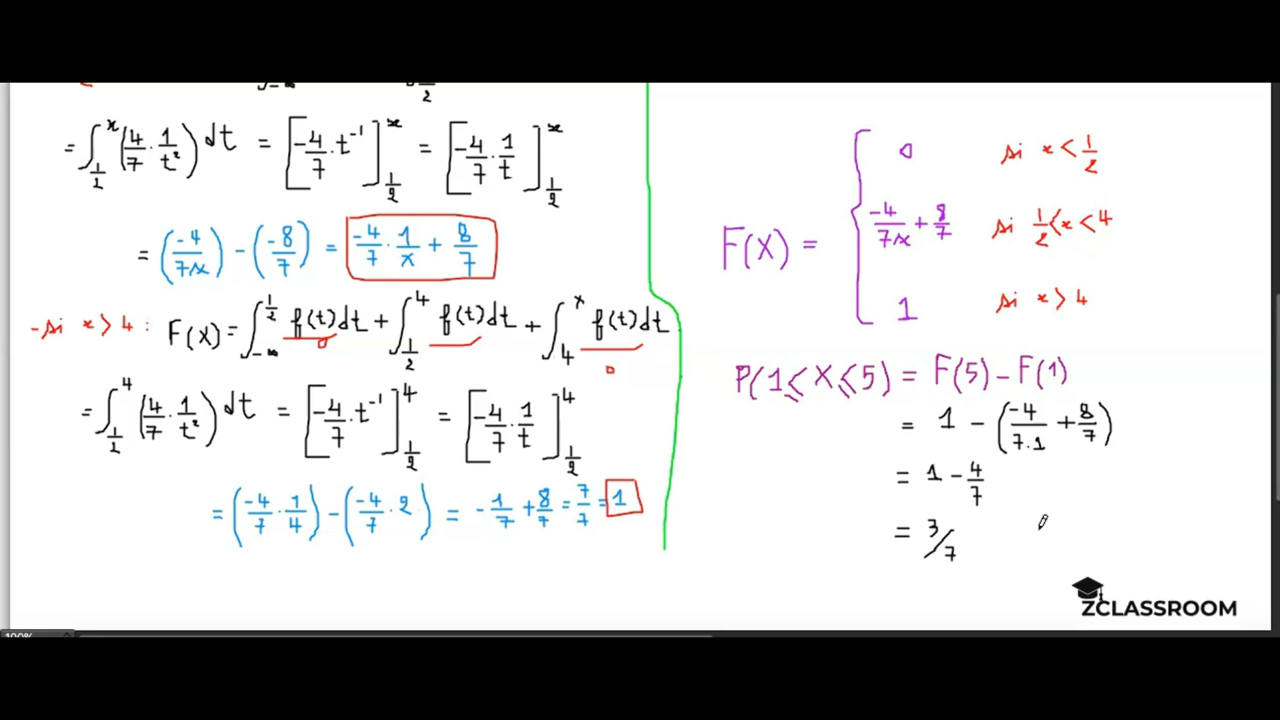 = ∫_{1/2}^{x} (4/7 · 1/t²) dt = [-4/7 · t⁻¹]_{1/2}^{x} = [-4/7 · 1/t]_{1/2}^{x}
= (-4/7x) - (-8/7) = -4/7 · 1/x + 8/7
- si x > 4 : F(X) = ∫_{-∞}^{1/2} f(t)dt + ∫_{1/2}^{4} f(t)dt + ∫_{4}^{x} f(t)dt
0 0
= ∫_{1/2}^{4} (4/7 · 1/t²) dt = [-4/7 · t⁻¹]_{1/2}^{4} = [-4/7 · 1/t]_{1/2}^{4}
= (-4/7 · 1/4) - (-4/7 · 2) = -1/7 + 8/7 = 7/7 = 1
0 si x < 1/2
F(X) = { -4/7x + 8/7 si 1/2 < x < 4
1 si x > 4
P(1 ⩽ X ⩽ 5) = F(5) - F(1)
= 1 - (-4/7.1 + 8/7)
= 1 - 4/7
= 3/7
ZCLASSROOM
100%